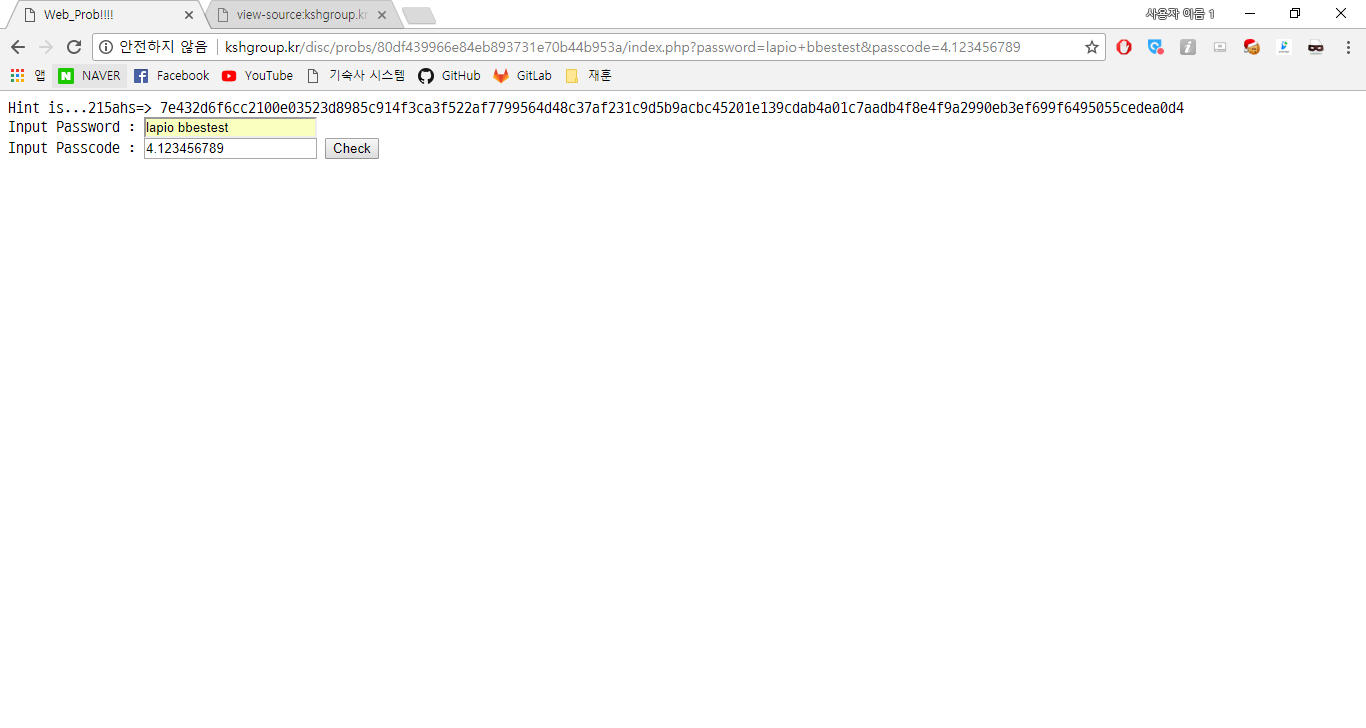 Web_Prob!!!!
view-source:kshgroup.kr
사용자 이름 1
안전하지 않음
kshgroup.kr/disc/probs/80df439966e84eb893731e70b44b953a/index.php?password=lapio+bbestest&passcode=4.123456789
앱 NAVER Facebook YouTube 기숙사 시스템 GitHub GitLab 재훈
Hint is...215ahs=> 7e432d6f6cc2100e03523d8985c914f3ca3f522af7799564d48c37af231c9d5b9acbc45201e139cdab4a01c7aadb4f8e4f9a2990eb3ef699f6495055cedea0d4
Input Password : lapio bbestest
Input Passcode : 4.123456789 Check